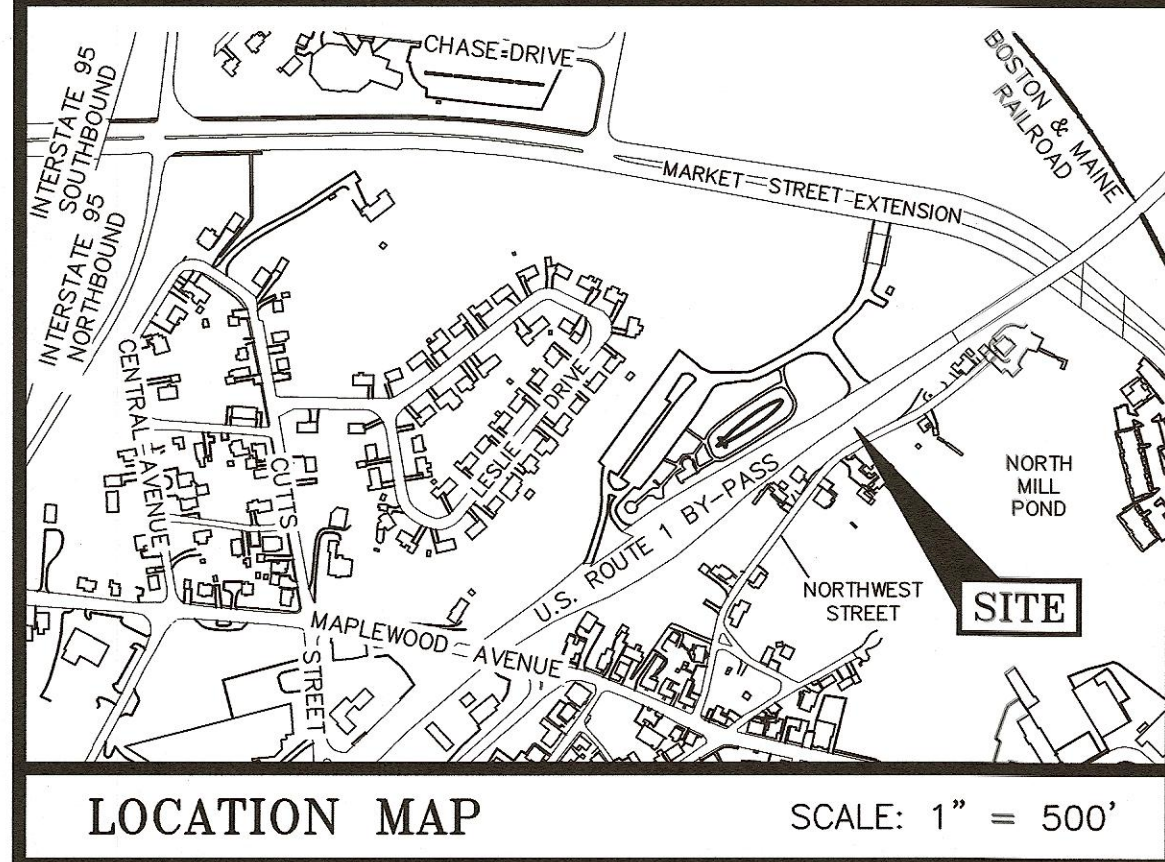 CHASE DRIVE
INTERSTATE 95
SOUTHBOUND
INTERSTATE 95
NORTHBOUND
BOSTON & MAINE
RAILROAD
MARKET STREET EXTENSION
CENTRAL AVENUE
CUTTS
STREET
LESLIE DRIVE
U.S. ROUTE 1 BY-PASS
NORTH
MILL
POND
NORTHWEST
STREET
SITE
MAPLEWOOD AVENUE
LOCATION MAP
SCALE: 1" = 500'